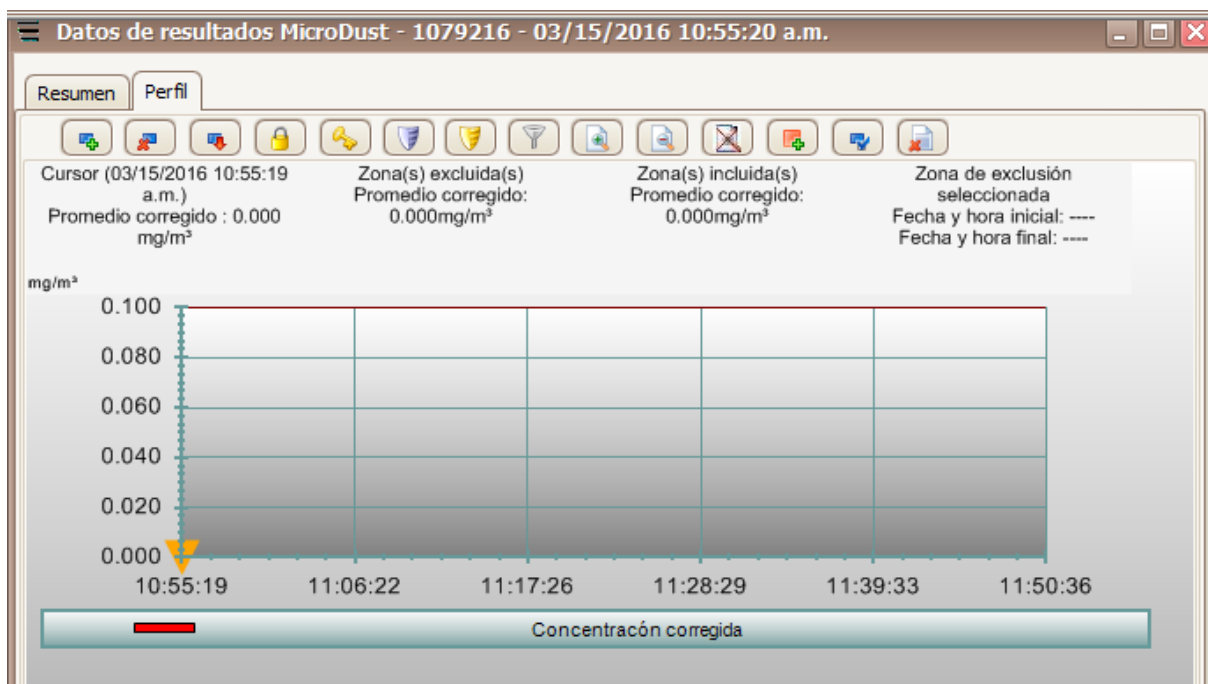 Datos de resultados MicroDust - 1079216 - 03/15/2016 10:55:20 a.m.
Resumen Perfil
Cursor (03/15/2016 10:55:19
a.m.)
Promedio corregido : 0.000
mg/m³
Zona(s) excluida(s)
Promedio corregido:
0.000mg/m³
Zona(s) incluida(s)
Promedio corregido:
0.000mg/m³
Zona de exclusión
seleccionada
Fecha y hora inicial: ----
Fecha y hora final: ----
mg/m³
0.100
0.080
0.060
0.040
0.020
0.000
10:55:19 11:06:22 11:17:26 11:28:29 11:39:33 11:50:36
Concentracón corregida